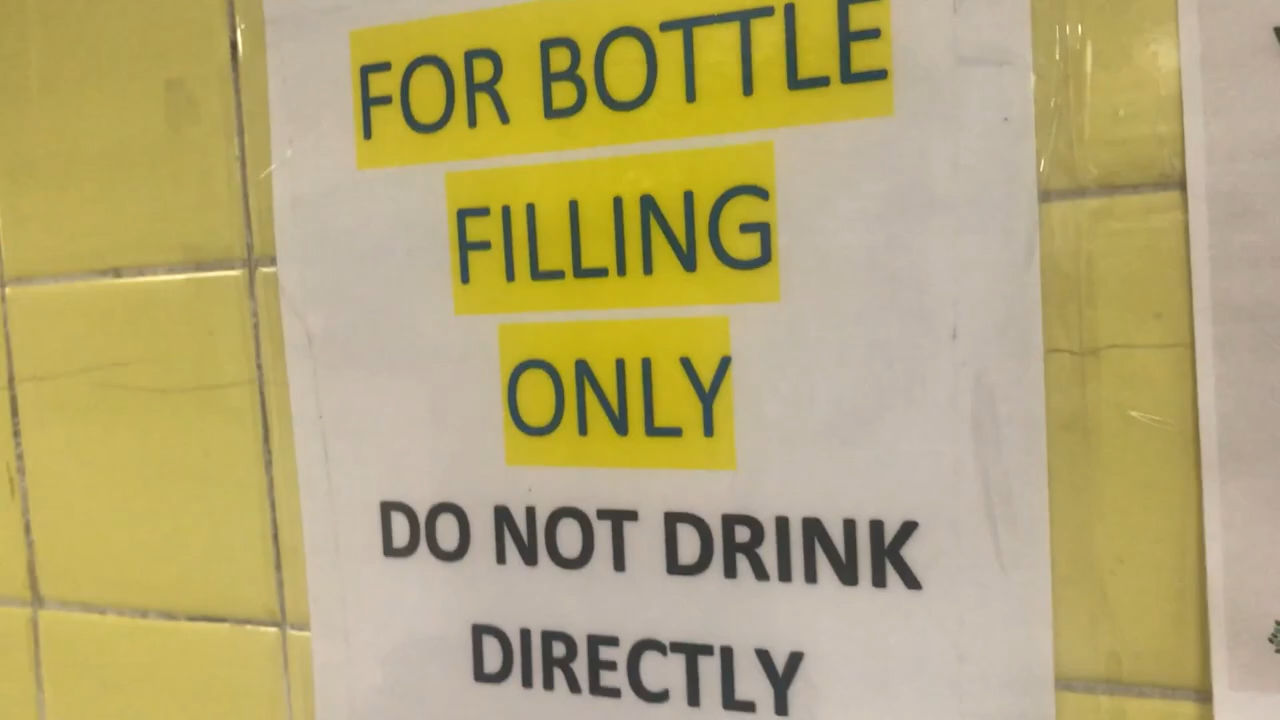 FOR BOTTLE
FILLING
ONLY
DO NOT DRINK
DIRECTLY